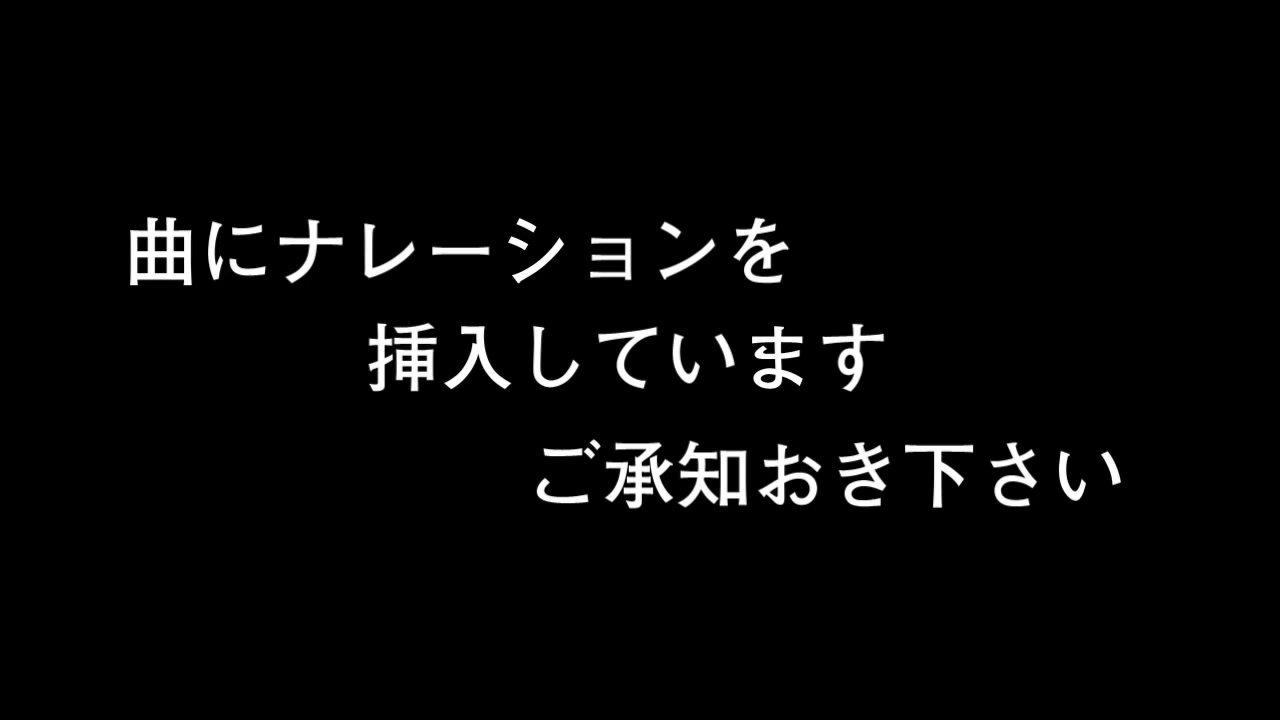 曲にナレーションを
挿入しています
ご承知おき下さい